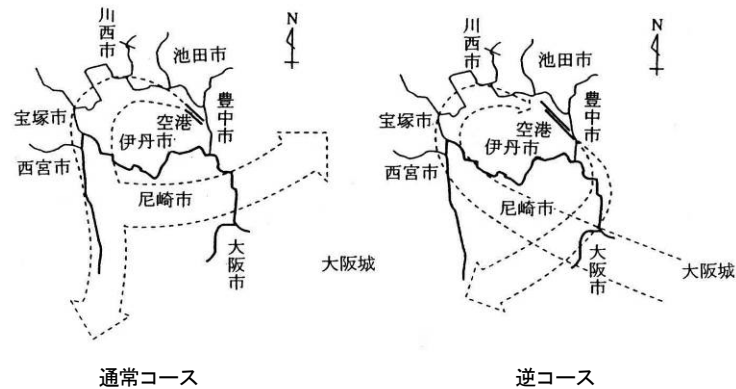 N
川西市
池田市
豊中市
宝塚市
空港
伊丹市
西宮市
尼崎市
大阪市
大阪城
通常コース
N
川西市
池田市
豊中市
宝塚市
空港
伊丹市
西宮市
尼崎市
大阪市
大阪城
逆コース